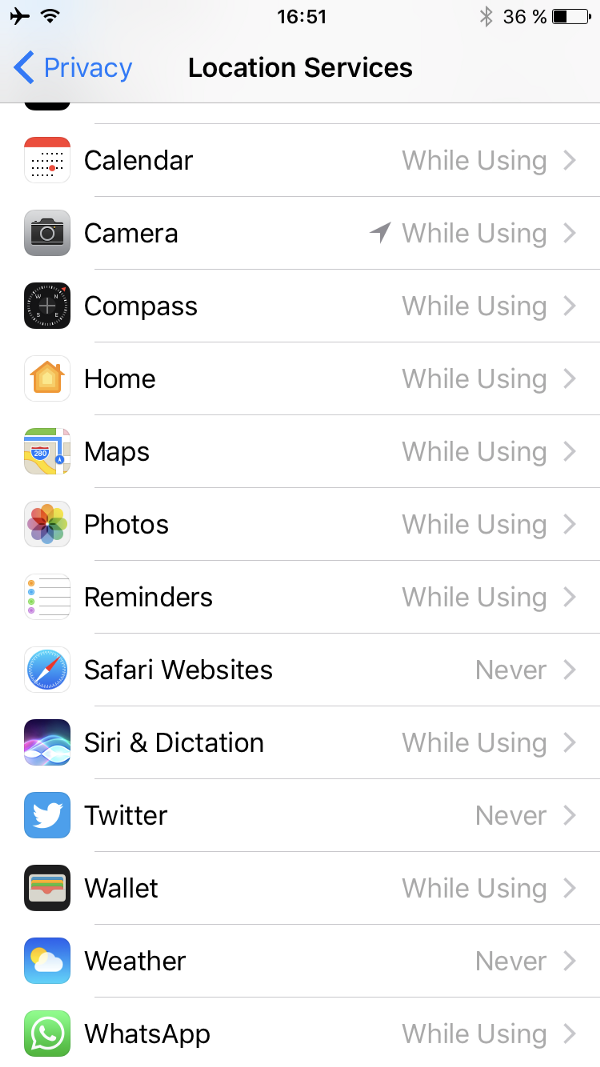 16:51
36 %
Privacy
Location Services
Calendar While Using
Camera While Using
Compass While Using
Home While Using
280
Maps While Using
Photos While Using
Reminders While Using
Safari Websites Never
Siri & Dictation While Using
Twitter Never
Wallet While Using
Weather Never
WhatsApp While Using